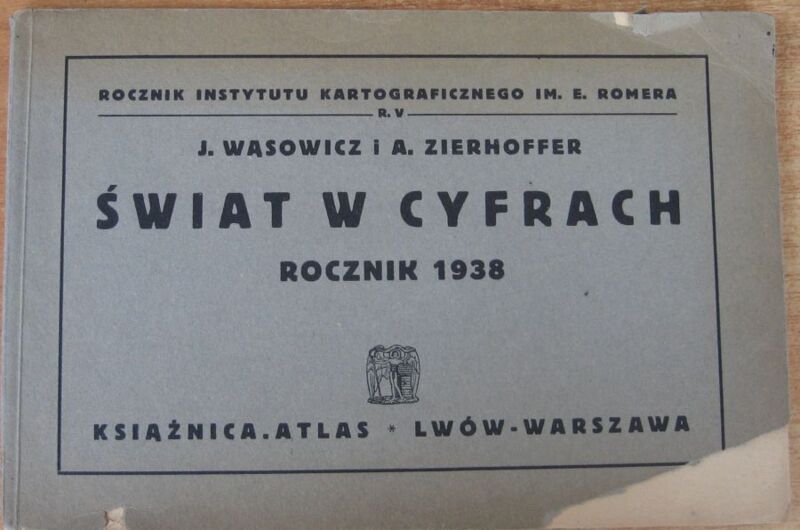 ROCZNIK INSTYTUTU KARTOGRAFICZNEGO IM. E. ROMERA
R. V
J. WĄSOWICZ i A. ZIERHOFFER
ŚWIAT W CYFRACH
ROCZNIK 1938
KSIĄŻNICA.ATLAS * LWÓW-WARSZAWA